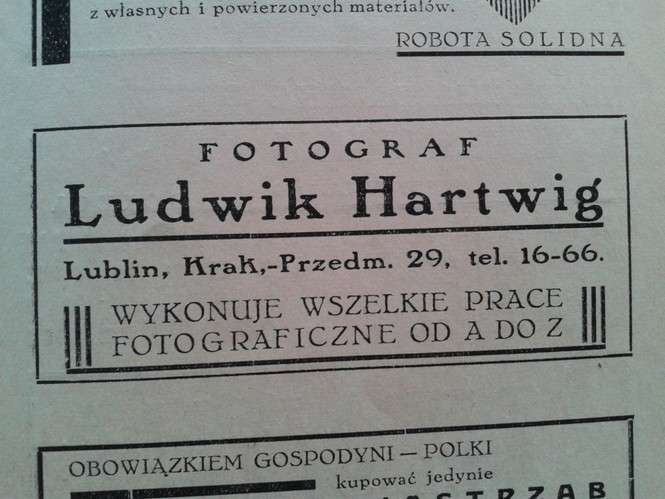 z własnych i powierzonych materiałów.
ROBOTA SOLIDNA
FOTOGRAF
Ludwik Hartwig
Lublin, Krak,-Przedm. 29, tel. 16-66.
WYKONUJE WSZELKIE PRACE
FOTOGRAFICZNE OD A DO Z
OBOWIĄZKIEM GOSPODYNI — POLKI
kupować jedynie